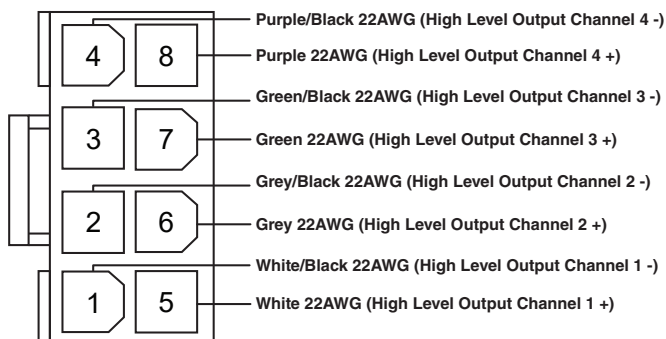 Purple/Black 22AWG (High Level Output Channel 4 -)
4 8 Purple 22AWG (High Level Output Channel 4 +)
Green/Black 22AWG (High Level Output Channel 3 -)
3 7 Green 22AWG (High Level Output Channel 3 +)
Grey/Black 22AWG (High Level Output Channel 2 -)
2 6 Grey 22AWG (High Level Output Channel 2 +)
White/Black 22AWG (High Level Output Channel 1 -)
1 5 White 22AWG (High Level Output Channel 1 +)